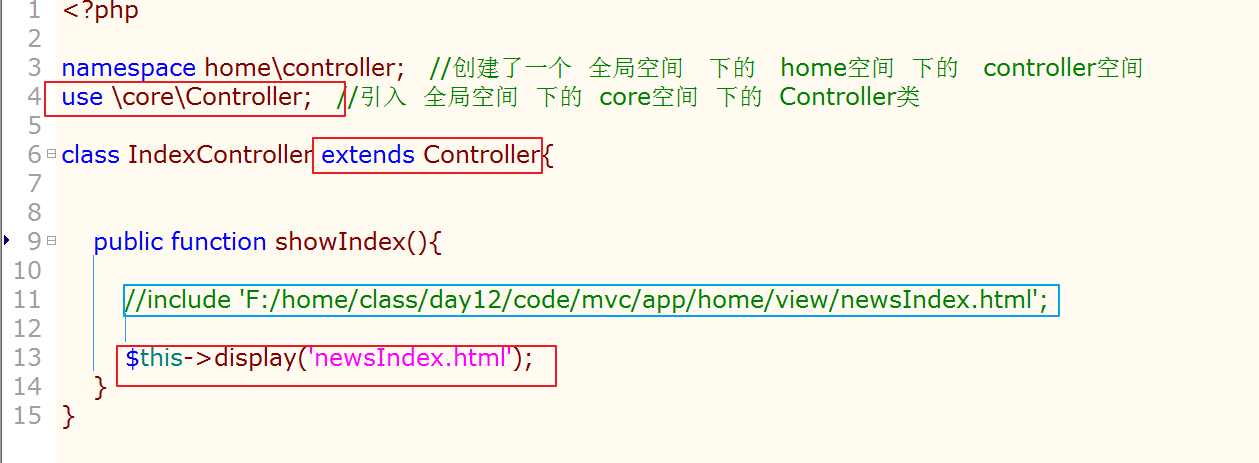 1 <?php
2
3 namespace home\controller;  //创建了一个 全局空间  下的  home空间 下的  controller空间
4 use \core\Controller;  //引入 全局空间 下的 core空间 下的 Controller类
5
6 class IndexController extends Controller{
7
8
9 public function showIndex(){
10
11 //include 'F:/home/class/day12/code/mvc/app/home/view/newsIndex.html';
12
13 $this->display('newsIndex.html');
14 }
15 }